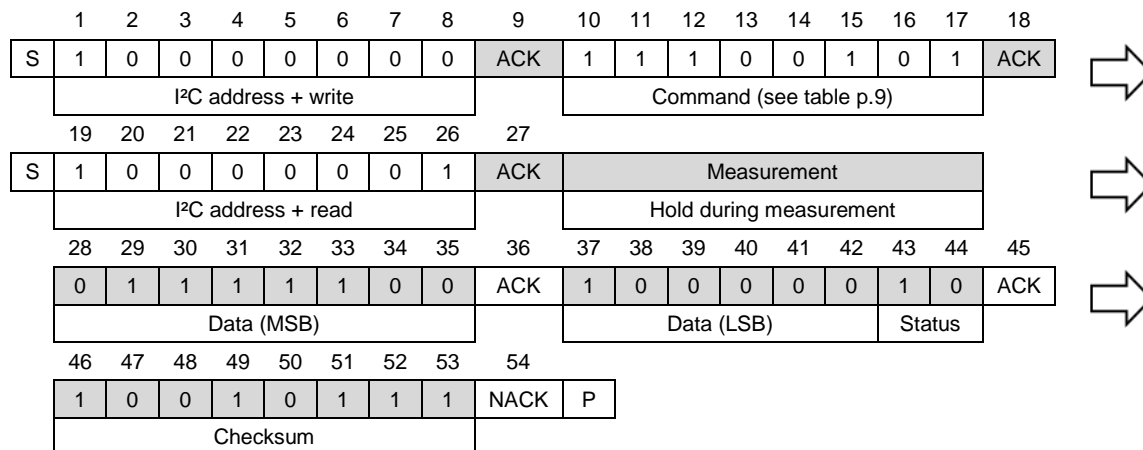 1 2 3 4 5 6 7 8 9 10 11 12 13 14 15 16 17 18
S 1 0 0 0 0 0 0 0 ACK 1 1 1 0 0 1 0 1 ACK
I²C address + write Command (see table p.9)
19 20 21 22 23 24 25 26 27
S 1 0 0 0 0 0 0 1 ACK Measurement
I²C address + read Hold during measurement
28 29 30 31 32 33 34 35 36 37 38 39 40 41 42 43 44 45
0 1 1 1 1 1 0 0 ACK 1 0 0 0 0 0 1 0 ACK
Data (MSB) Data (LSB) Status
46 47 48 49 50 51 52 53 54
1 0 0 1 0 1 1 1 NACK P
Checksum